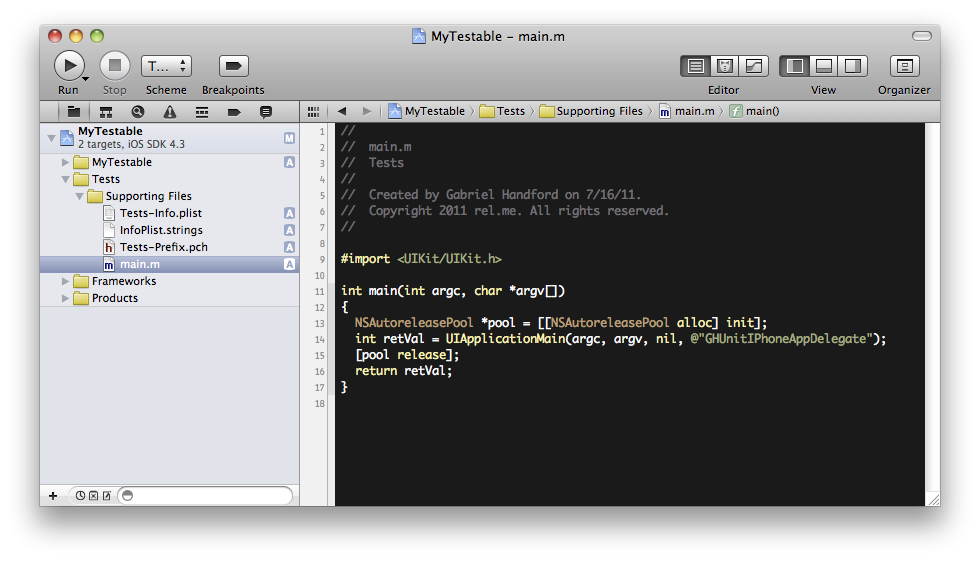 MyTestable – main.m
Run
Stop
T...
Scheme
Breakpoints
Editor
View
Organizer
MyTestable
2 targets, iOS SDK 4.3
M
MyTestable
A
Tests
Supporting Files
Tests-Info.plist
A
InfoPlist.strings
A
h
Tests-Prefix.pch
A
m
main.m
A
Frameworks
Products
MyTestable
Tests
Supporting Files
m
main.m
f
main()
1 //
2 //  main.m
3 //  Tests
4 //
5 //  Created by Gabriel Handford on 7/16/11.
6 //  Copyright 2011 rel.me. All rights reserved.
7 //
8
9 #import <UIKit/UIKit.h>
10
11 int main(int argc, char *argv[])
12 {
13   NSAutoreleasePool *pool = [[NSAutoreleasePool alloc] init];
14   int retVal = UIApplicationMain(argc, argv, nil, @"GHUnitIPhoneAppDelegate");
15   [pool release];
16   return retVal;
17 }
18